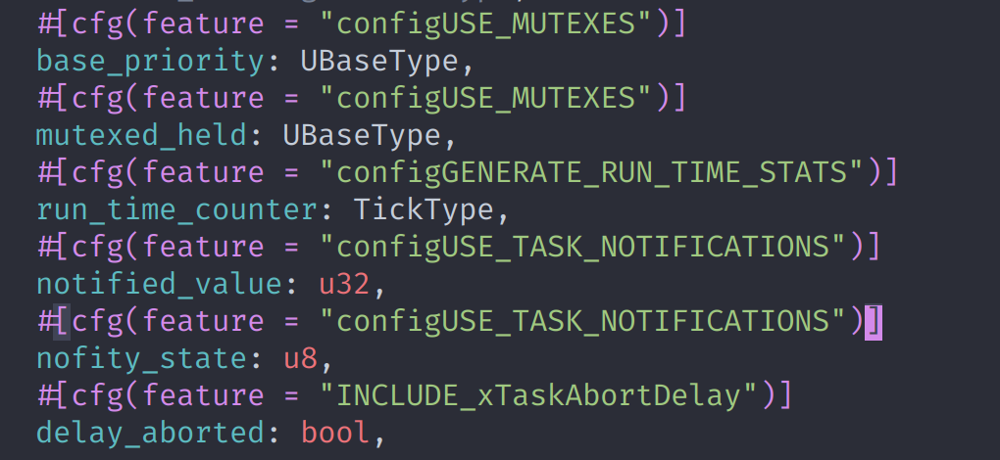 #[cfg(feature = "configUSE_MUTEXES")]
base_priority: UBaseType,
#[cfg(feature = "configUSE_MUTEXES")]
mutexed_held: UBaseType,
#[cfg(feature = "configGENERATE_RUN_TIME_STATS")]
run_time_counter: TickType,
#[cfg(feature = "configUSE_TASK_NOTIFICATIONS")]
notified_value: u32,
#[cfg(feature = "configUSE_TASK_NOTIFICATIONS")]
nofity_state: u8,
#[cfg(feature = "INCLUDE_xTaskAbortDelay")]
delay_aborted: bool,